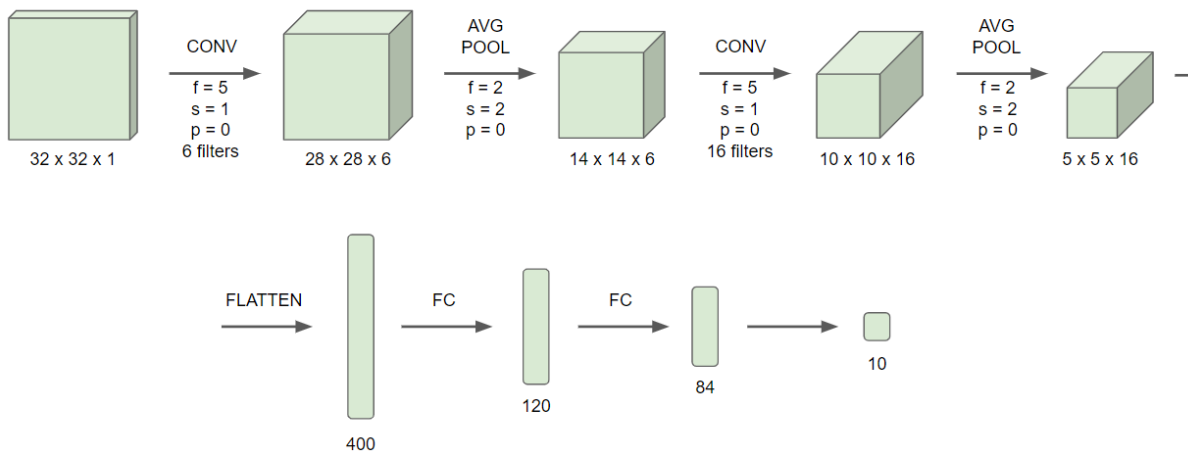 CONV
f = 5
s = 1
p = 0
6 filters
AVG
POOL
f = 2
s = 2
p = 0
CONV
f = 5
s = 1
p = 0
16 filters
AVG
POOL
f = 2
s = 2
p = 0
32 x 32 x 1
28 x 28 x 6
14 x 14 x 6
10 x 10 x 16
5 x 5 x 16
FLATTEN
FC
FC
400
120
84
10